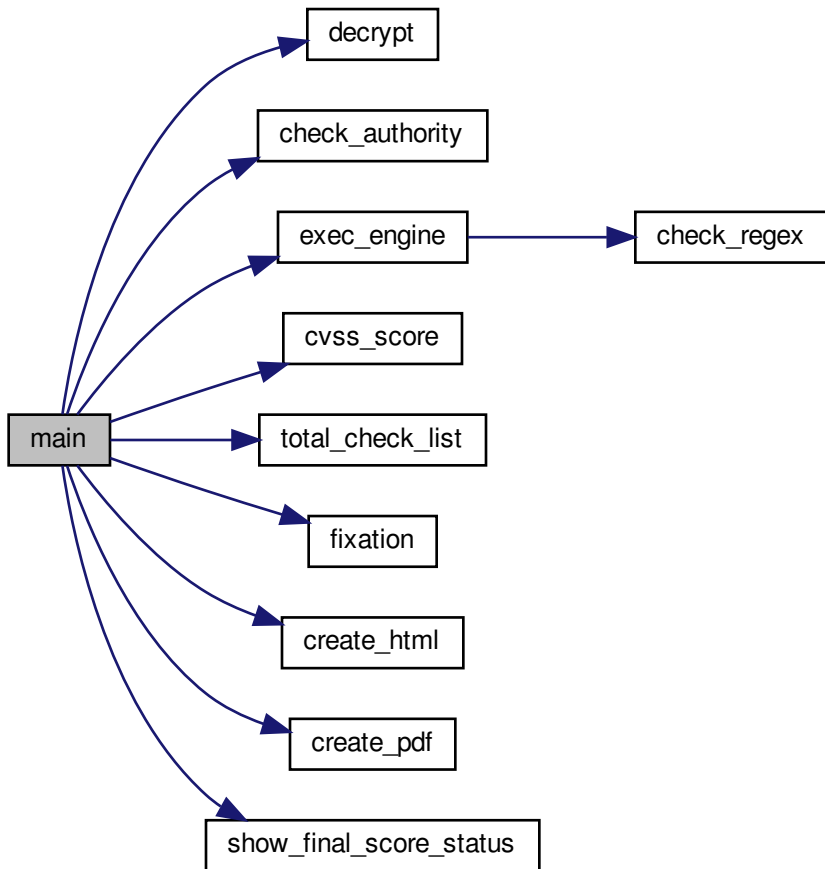 decrypt
check_authority
exec_engine
check_regex
cvss_score
main
total_check_list
fixation
create_html
create_pdf
show_final_score_status